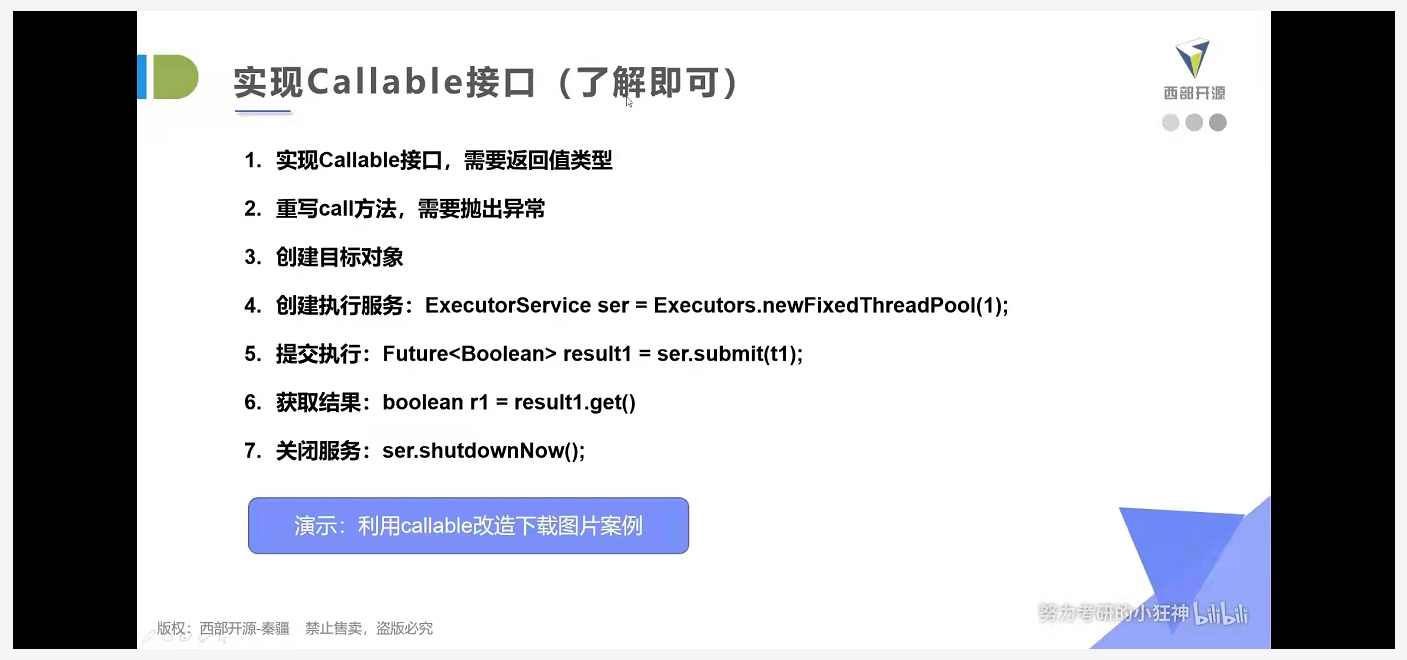 实现Callable接口（了解即可）
西部开源
1. 实现Callable接口，需要返回值类型
2. 重写call方法，需要抛出异常
3. 创建目标对象
4. 创建执行服务：ExecutorService ser = Executors.newFixedThreadPool(1);
5. 提交执行：Future<Boolean> result1 = ser.submit(t1);
6. 获取结果：boolean r1 = result1.get()
7. 关闭服务：ser.shutdownNow();
演示：利用callable改造下载图片案例
努力考研的小狂神 bilibili
版权：西部开源-秦疆 禁止售卖，盗版必究